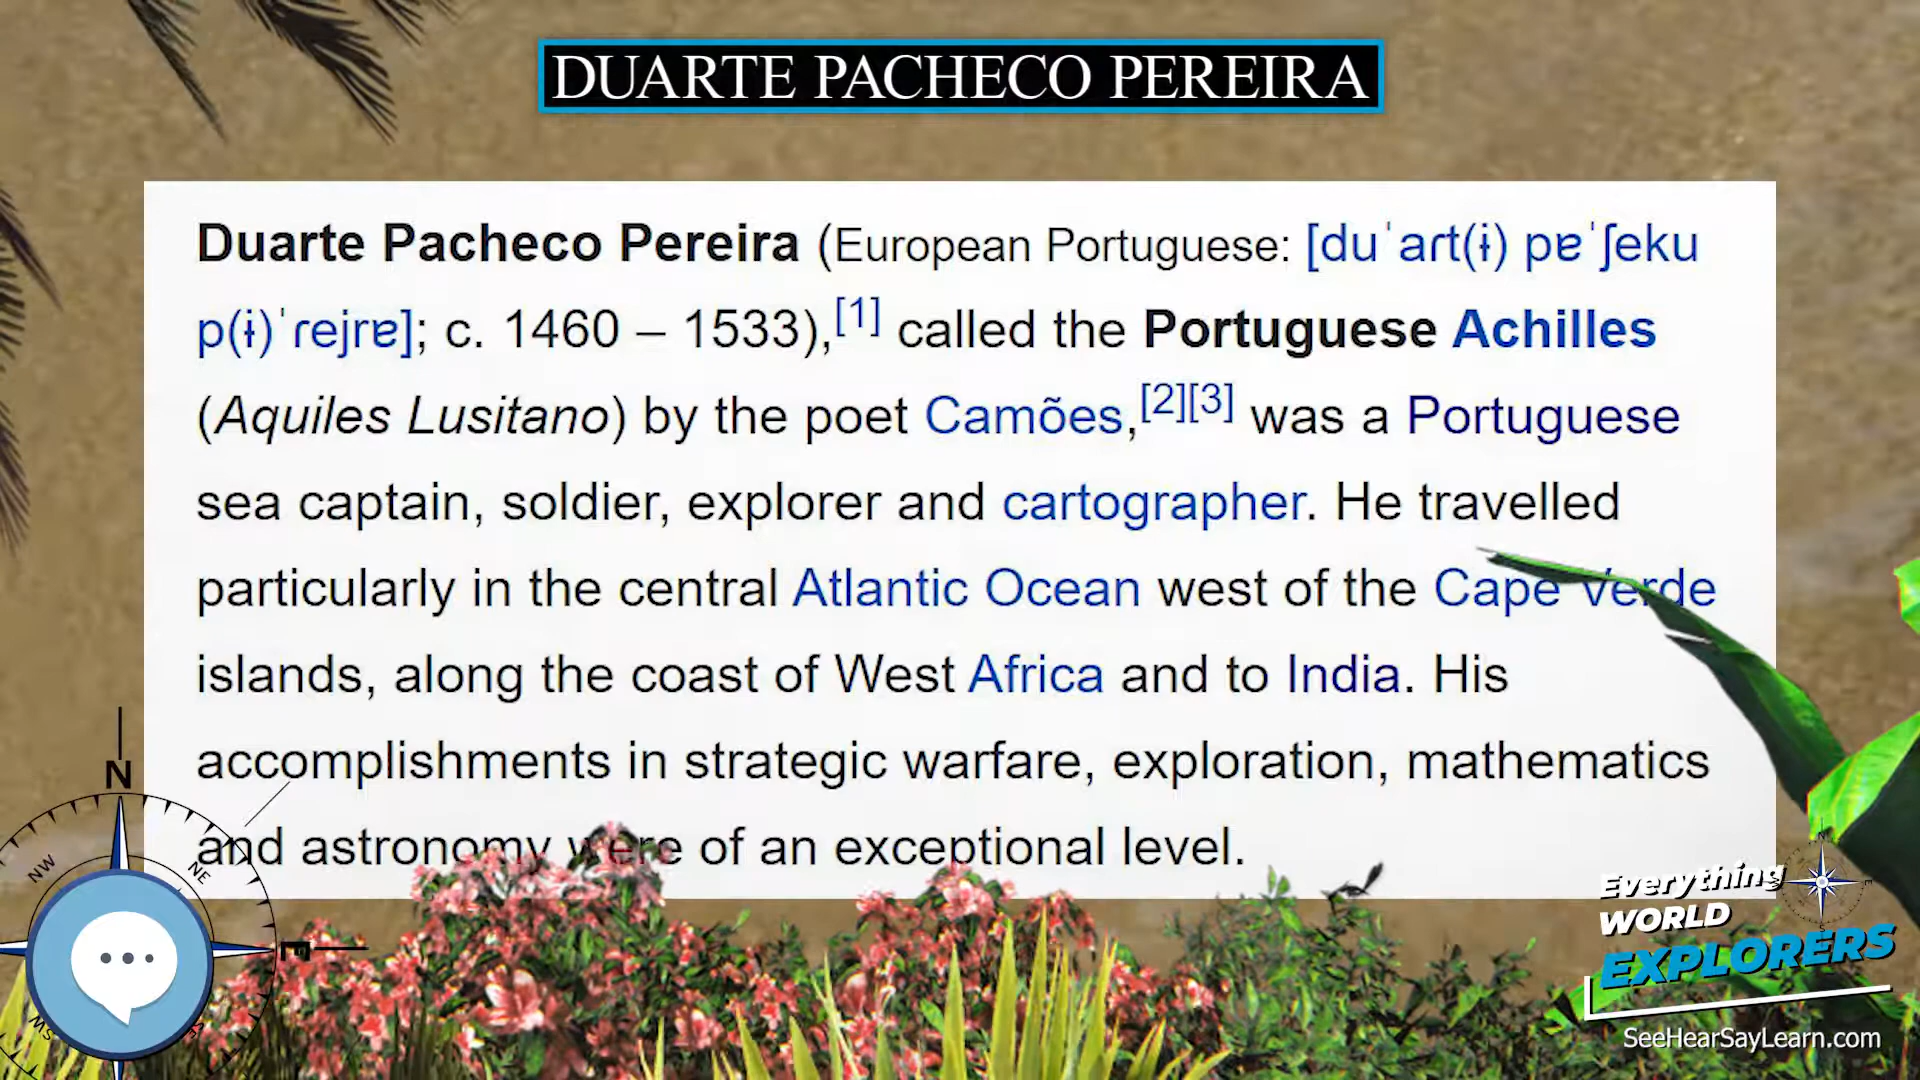 DUARTE PACHECO PEREIRA
Duarte Pacheco Pereira (European Portuguese: [duˈaɾt(ɨ) pɐˈʃeku
p(ɨ)ˈɾejɾɐ]; c. 1460 – 1533),[1] called the Portuguese Achilles
(Aquiles Lusitano) by the poet Camões,[2][3] was a Portuguese
sea captain, soldier, explorer and cartographer. He travelled
particularly in the central Atlantic Ocean west of the Cape Verde
islands, along the coast of West Africa and to India. His
accomplishments in strategic warfare, exploration, mathematics
and astronomy were of an exceptional level.
N
NW
NE
E
SW
SE
Everything
WORLD
EXPLORERS
SeeHearSayLearn.com